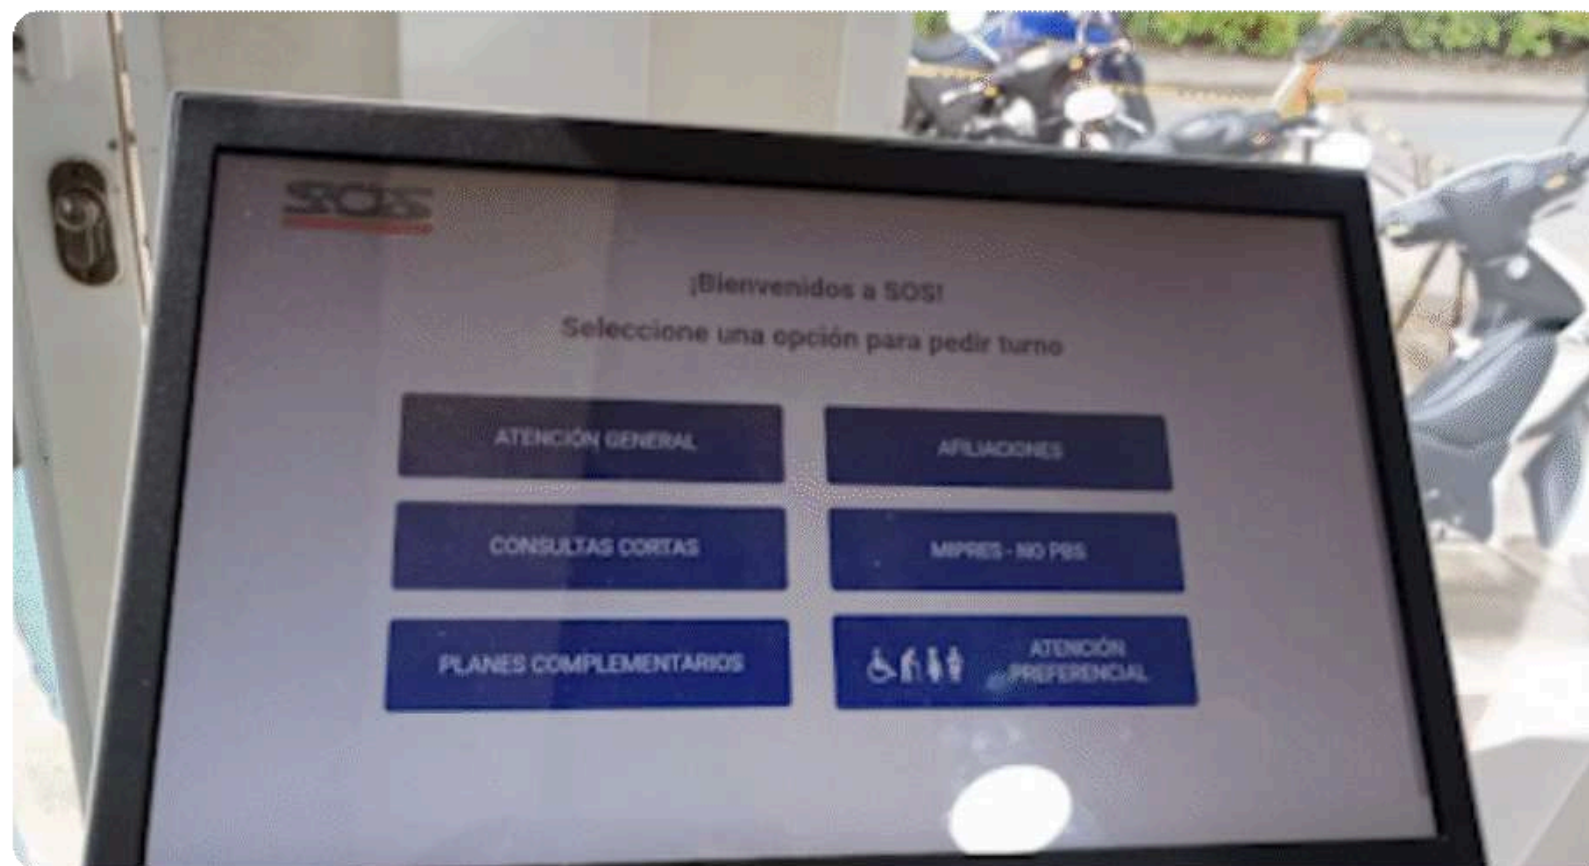 SOS
¡Bienvenidos a SOS!
Seleccione una opción para pedir turno
ATENCIÓN GENERAL
AFILIACIONES
CONSULTAS CORTAS
MIPRES - NO PBS
PLANES COMPLEMENTARIOS
ATENCIÓN
PREFERENCIAL